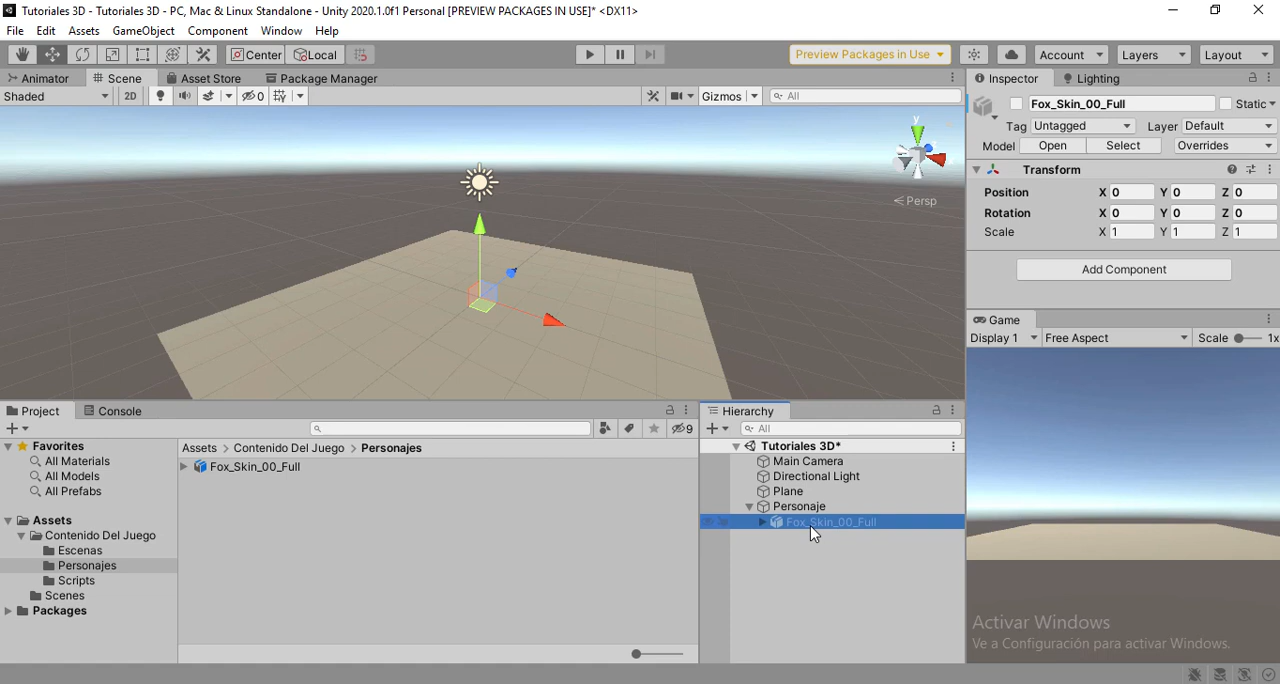 Tutoriales 3D - Tutoriales 3D - PC, Mac & Linux Standalone - Unity 2020.1.0f1 Personal [PREVIEW PACKAGES IN USE]* <DX11>
File Edit Assets GameObject Component Window Help
Center Local Preview Packages in Use Account Layers Layout
Animator Scene Asset Store Package Manager
Shaded 2D 0 Gizmos All
y
Persp
Inspector Lighting
Fox_Skin_00_Full Static
Tag Untagged Layer Default
Model Open Select Overrides
Transform
Position X 0 Y 0 Z 0
Rotation X 0 Y 0 Z 0
Scale X 1 Y 1 Z 1
Add Component
Game
Display 1 Free Aspect Scale 1x
Activar Windows
Ve a Configuración para activar Windows.
Project Console
9
Favorites
All Materials
All Models
All Prefabs
Assets
Contenido Del Juego
Escenas
Personajes
Scripts
Scenes
Packages
Assets > Contenido Del Juego > Personajes
Fox_Skin_00_Full
Hierarchy
All
Tutoriales 3D*
Main Camera
Directional Light
Plane
Personaje
Fox_Skin_00_Full